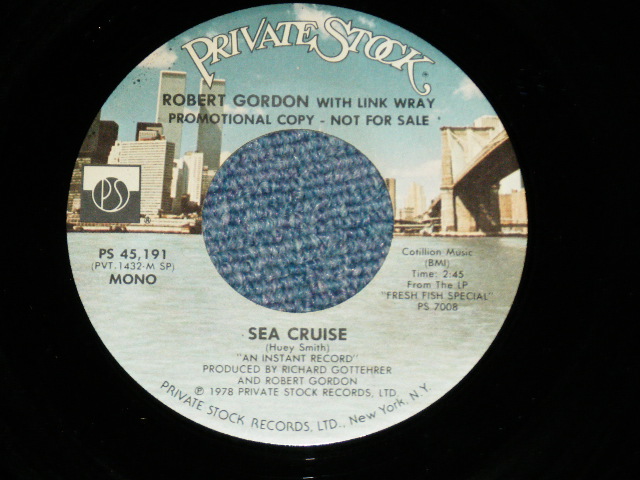 PRIVATE STOCK
ROBERT GORDON WITH LINK WRAY
PROMOTIONAL COPY - NOT FOR SALE
PS
®
PS 45,191
(PVT. 1432-M SP)
MONO
Cotillion Music
(BMI)
Time: 2:45
From The LP
"FRESH FISH SPECIAL"
PS 7008
SEA CRUISE
(Huey Smith)
"AN INSTANT RECORD"
PRODUCED BY RICHARD GOTTEHRER
AND ROBERT GORDON
℗ 1978 PRIVATE STOCK RECORDS, LTD.
PRIVATE STOCK RECORDS, LTD., New York, N.Y.